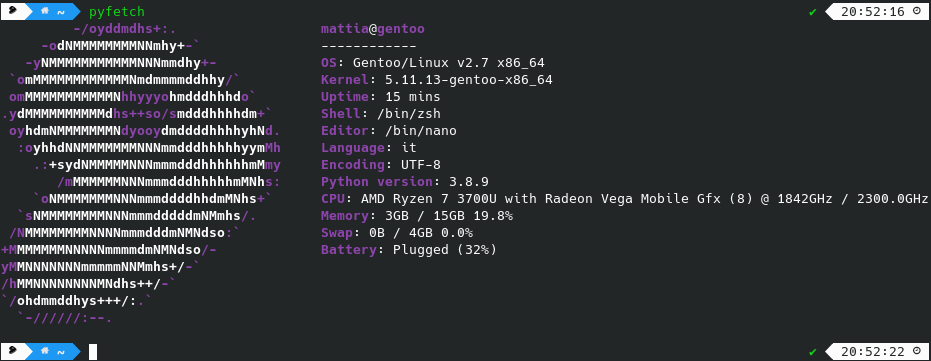 ~ pyfetch ✔ 20:52:16
-/oyddmdhs+:. mattia@gentoo
-odNMMMMMMMMNNmhy+-` ------------
-yNMMMMMMMMMMMNNNmmdhy+- OS: Gentoo/Linux v2.7 x86_64
`omMMMMMMMMMMMMNmdmmmmddhhy/` Kernel: 5.11.13-gentoo-x86_64
omMMMMMMMMMMMNhhyyyohmdddhhhdo` Uptime: 15 mins
.ydMMMMMMMMMMdhs++so/smdddhhhhdm+` Shell: /bin/zsh
oyhdmNMMMMMMMNdyooydmddddhhhhyhNd. Editor: /bin/nano
:oyhhdNNMMMMMMMNNNmmdddhhhhhyymMh Language: it
.:+sydNMMMMMNNNmmmdddhhhhhhmMmy Encoding: UTF-8
/mMMMMMMNNNmmmdddhhhhhmMNhs: Python version: 3.8.9
`oNMMMMMMMNNNmmmddddhhdmMNhs+` CPU: AMD Ryzen 7 3700U with Radeon Vega Mobile Gfx (8) @ 1842GHz / 2300.0GHz
`sNMMMMMMMMNNNmmmdddddmNMmhs/. Memory: 3GB / 15GB 19.8%
/NMMMMMMMMNNNNmmmdddmNMNdso:` Swap: 0B / 4GB 0.0%
+MMMMMMMNNNNNmmmmdmNMNdso/- Battery: Plugged (32%)
yMMNNNNNNNmmmmmNNMmhs+/-`
/hMMNNNNNNNNMNdhs++/-`
`/ohdmmddhys+++/:.`
`-//////:--.
~ ✔ 20:52:22